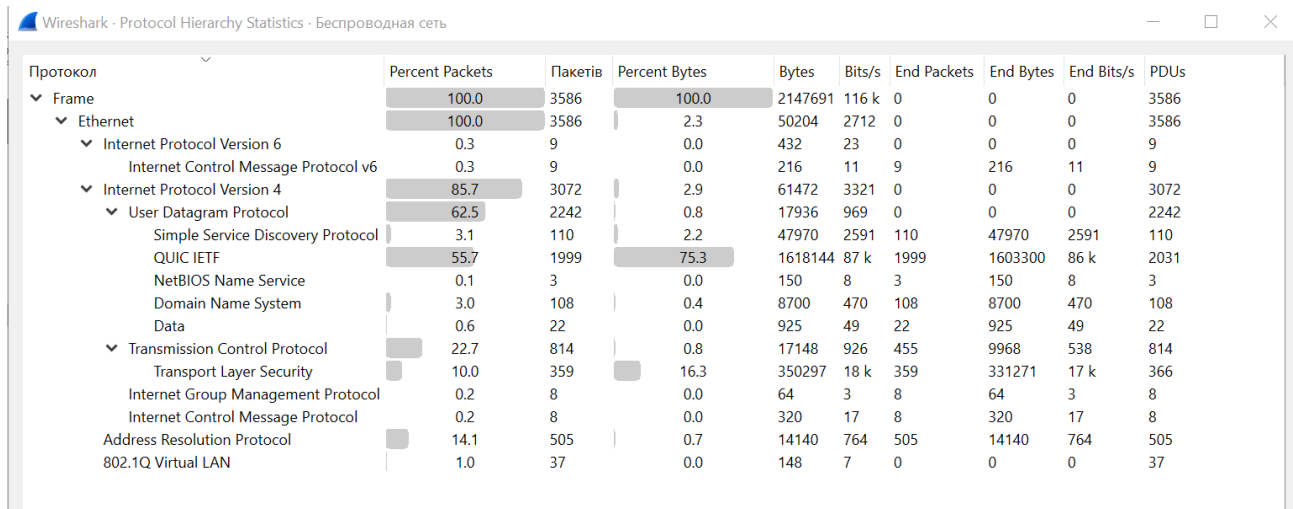 Wireshark · Protocol Hierarchy Statistics · Беспроводная сеть
Протокол Percent Packets Пакетів Percent Bytes Bytes Bits/s End Packets End Bytes End Bits/s PDUs
Frame 100.0 3586 100.0 2147691 116 k 0 0 0 3586
Ethernet 100.0 3586 2.3 50204 2712 0 0 0 3586
Internet Protocol Version 6 0.3 9 0.0 432 23 0 0 0 9
Internet Control Message Protocol v6 0.3 9 0.0 216 11 9 216 11 9
Internet Protocol Version 4 85.7 3072 2.9 61472 3321 0 0 0 3072
User Datagram Protocol 62.5 2242 0.8 17936 969 0 0 0 2242
Simple Service Discovery Protocol 3.1 110 2.2 47970 2591 110 47970 2591 110
QUIC IETF 55.7 1999 75.3 1618144 87 k 1999 1603300 86 k 2031
NetBIOS Name Service 0.1 3 0.0 150 8 3 150 8 3
Domain Name System 3.0 108 0.4 8700 470 108 8700 470 108
Data 0.6 22 0.0 925 49 22 925 49 22
Transmission Control Protocol 22.7 814 0.8 17148 926 455 9968 538 814
Transport Layer Security 10.0 359 16.3 350297 18 k 359 331271 17 k 366
Internet Group Management Protocol 0.2 8 0.0 64 3 8 64 3 8
Internet Control Message Protocol 0.2 8 0.0 320 17 8 320 17 8
Address Resolution Protocol 14.1 505 0.7 14140 764 505 14140 764 505
802.1Q Virtual LAN 1.0 37 0.0 148 7 0 0 0 37